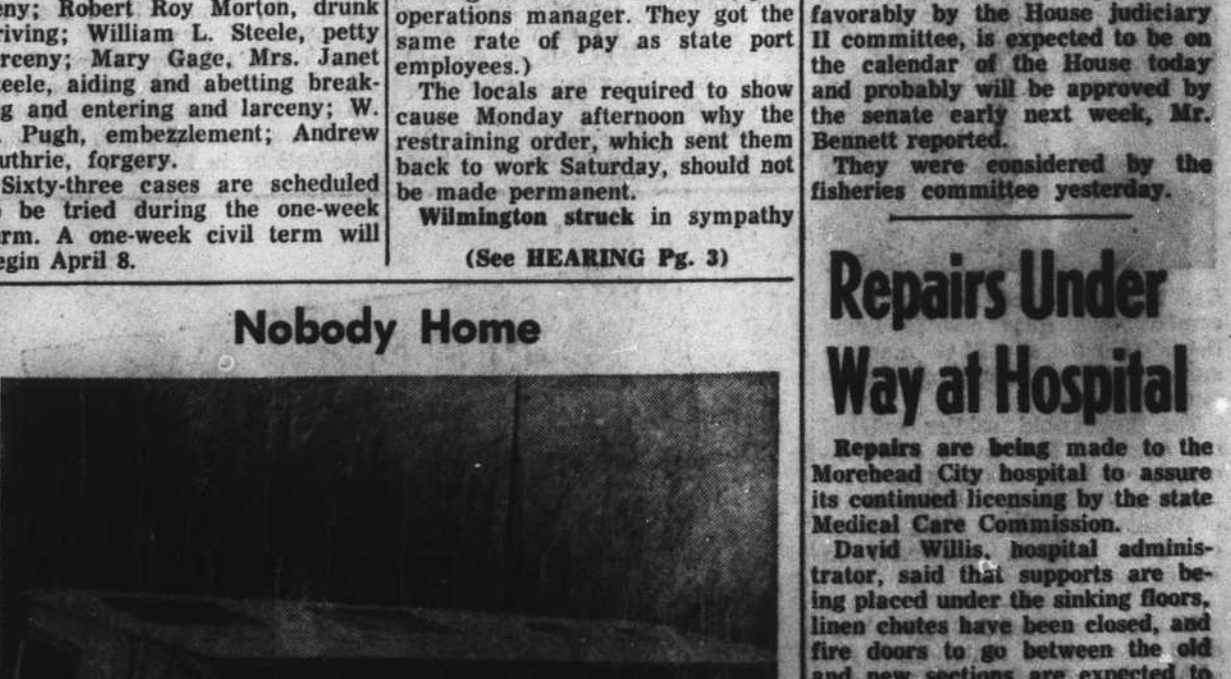 eny; Robert Roy Morton, drunk
riving; William L. Steele, petty
rceny; Mary Gage, Mrs. Janet
teele, aiding and abetting break-
g and entering and larceny; W.
. Pugh, embezzlement; Andrew
uthrie, forgery.
Sixty-three cases are scheduled
be tried during the one-week
rm. A one-week civil term will
egin April 8.
operations manager. They got the
same rate of pay as state port
employees.)
The locals are required to show
cause Monday afternoon why the
restraining order, which sent them
back to work Saturday, should not
be made permanent.
Wilmington struck in sympathy
(See HEARING Pg. 3)
Nobody Home
favorably by the House judiciary
II committee, is expected to be on
the calendar of the House today
and probably will be approved by
the senate early next week, Mr.
Bennett reported.
They were considered by the
fisheries committee yesterday.
Repairs Under
Way at Hospital
Repairs are being made to the
Morehead City hospital to assure
its continued licensing by the state
Medical Care Commission.
David Willis, hospital adminis-
trator, said that supports are be-
ing placed under the sinking floors,
linen chutes have been closed, and
fire doors to go between the old
and new sections are expected to